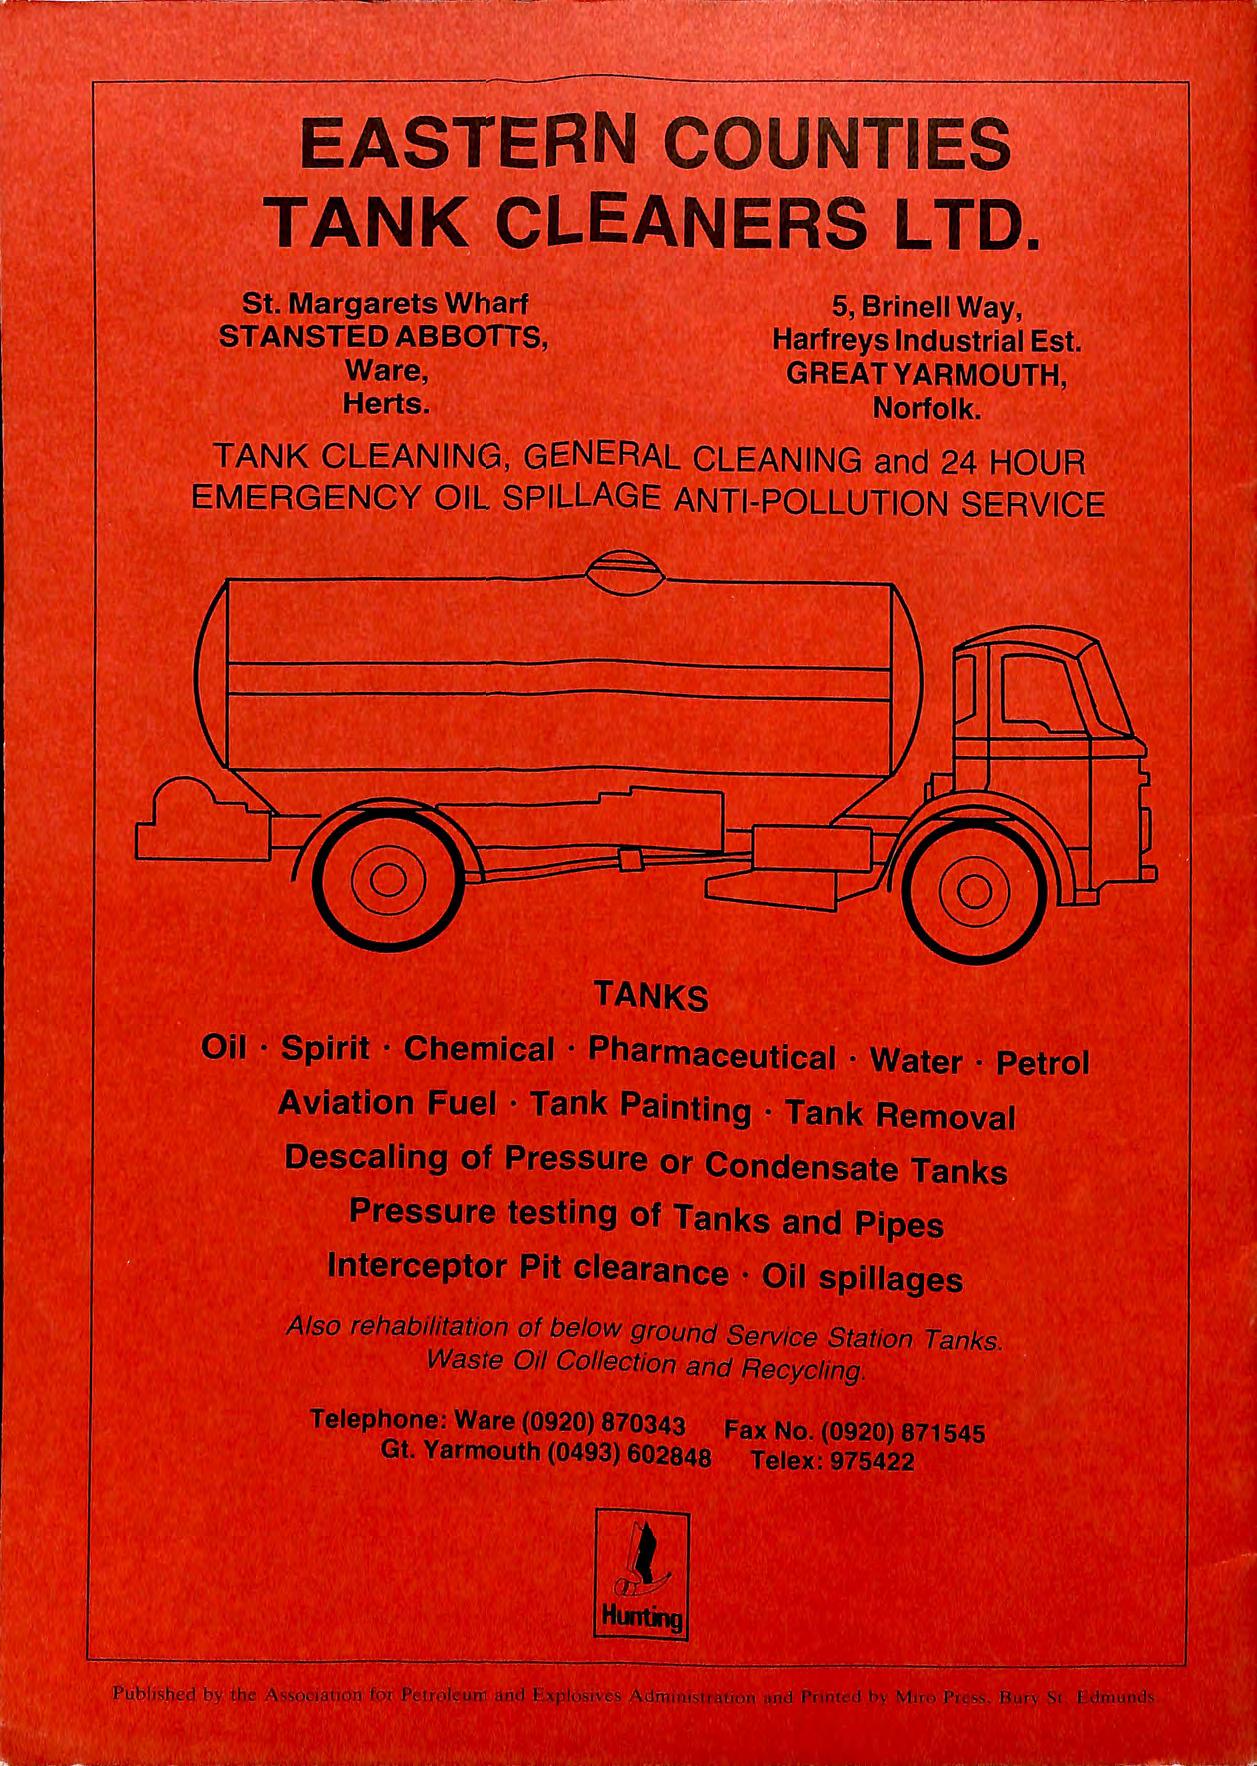 EASTERN COUNTIES
TANK CLEANERS LTD.
St. Margarets Wharf
STANSTED ABBOTTS,
Ware,
Herts.
5, Brinell Way,
Harfreys Industrial Est.
GREAT YARMOUTH,
Norfolk.
TANK CLEANING, GENERAL CLEANING and 24 HOUR
EMERGENCY OIL SPILLAGE ANTI-POLLUTION SERVICE
TANKS
Oil · Spirit · Chemical · Pharmaceutical · Water · Petrol
Aviation Fuel · Tank Painting · Tank Removal
Descaling of Pressure or Condensate Tanks
Pressure testing of Tanks and Pipes
Interceptor Pit clearance · Oil spillages
Also rehabilitation of below ground Service Station Tanks.
Waste Oil Collection and Recycling.
Telephone: Ware (0920) 870343 Fax No. (0920) 871545
Gt. Yarmouth (0493) 602848 Telex: 975422
Hunting
Published by the Association for Petroleum and Explosives Administration and Printed by Miro Press, Bury St. Edmunds